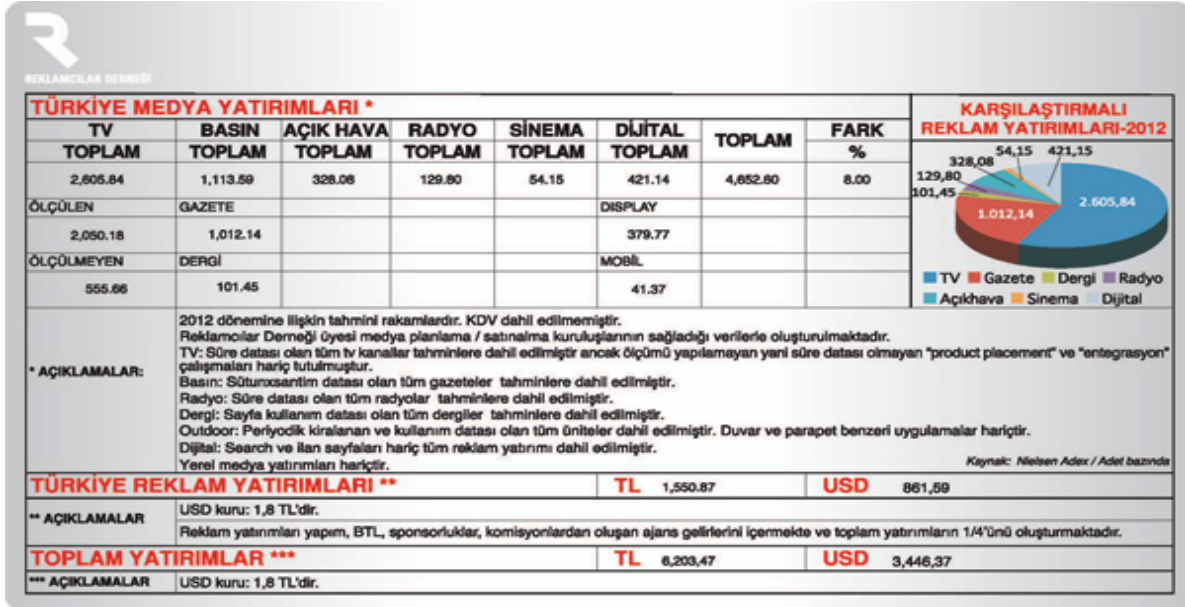 REKLAMCILAR DERNEĞİ
TÜRKİYE MEDYA YATIRIMLARI *
TV BASIN AÇIK HAVA RADYO SİNEMA DİJİTAL TOPLAM FARK
TOPLAM TOPLAM TOPLAM TOPLAM TOPLAM TOPLAM %
2,605.84 1,113.59 328.08 129.80 54.15 421.14 4,652.60 8.00
ÖLÇÜLEN GAZETE DISPLAY
2,050.18 1,012.14 379.77
ÖLÇÜLMEYEN DERGİ MOBİL
555.66 101.45 41.37
KARŞILAŞTIRMALI
REKLAM YATIRIMLARI-2012
54,15 421,15
328,08
129,80
101,45
2.605,84
1.012,14
TV Gazete Dergi Radyo
Açıkhava Sinema Dijital
* AÇIKLAMALAR:
2012 dönemine ilişkin tahmini rakamlardır. KDV dahil edilmemiştir.
Reklamcılar Derneği üyesi medya planlama / satınalma kuruluşlarının sağladığı verilerle oluşturulmaktadır.
TV: Süre datası olan tüm tv kanallar tahminlere dahil edilmiştir ancak ölçümü yapılamayan yani süre datası olmayan "product placement" ve "entegrasyon"
çalışmaları hariç tutulmuştur.
Basın: Sütunxsantim datası olan tüm gazeteler tahminlere dahil edilmiştir.
Radyo: Süre datası olan tüm radyolar tahminlere dahil edilmiştir.
Dergi: Sayfa kullanım datası olan tüm dergiler tahminlere dahil edilmiştir.
Outdoor: Periyodik kiralanan ve kullanım datası olan tüm üniteler dahil edilmiştir. Duvar ve parapet benzeri uygulamalar hariçtir.
Dijital: Search ve ilan sayfaları hariç tüm reklam yatırımı dahil edilmiştir.
Yerel medya yatırımları hariçtir.
Kaynak: Nielsen Adex / Adet bazında
TÜRKİYE REKLAM YATIRIMLARI ** TL 1,550.87 USD 861,59
** AÇIKLAMALAR
USD kuru: 1,8 TL'dir.
Reklam yatırımları yapım, BTL, sponsorluklar, komisyonlardan oluşan ajans gelirlerini içermekte ve toplam yatırımların 1/4'ünü oluşturmaktadır.
TOPLAM YATIRIMLAR *** TL 6,203,47 USD 3,446,37
*** AÇIKLAMALAR USD kuru: 1,8 TL'dir.